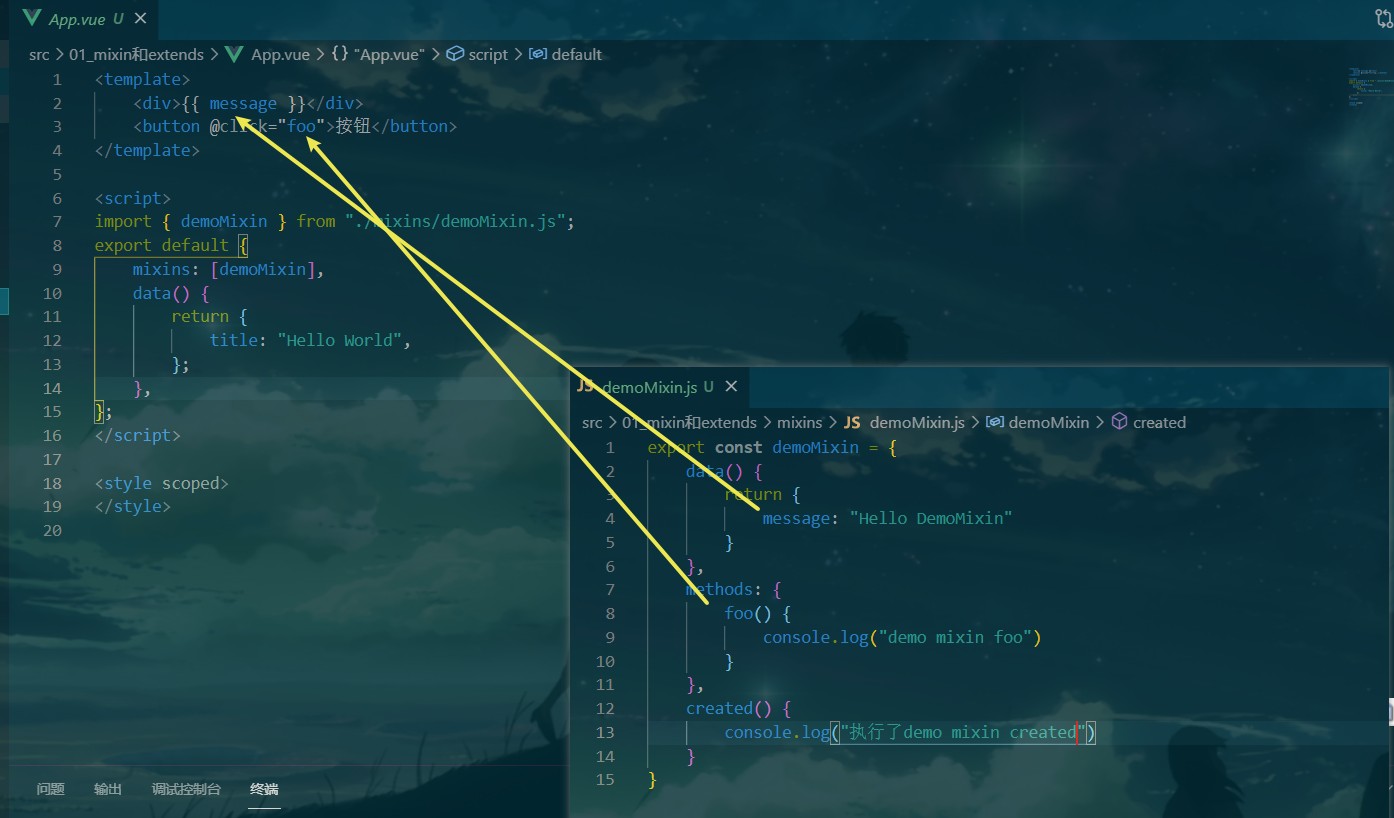 App.vue U
src > 01_mixin和extends > App.vue > {} "App.vue" > script > default
1 <template>
2 <div>{{ message }}</div>
3 <button @click="foo">按钮</button>
4 </template>
5
6 <script>
7 import { demoMixin } from "./mixins/demoMixin.js";
8 export default {
9 mixins: [demoMixin],
10 data() {
11 return {
12 title: "Hello World",
13 };
14 },
15 };
16 </script>
17
18 <style scoped>
19 </style>
20
JS demoMixin.js U
src > 01_mixin和extends > mixins > JS demoMixin.js > demoMixin > created
1 export const demoMixin = {
2 data() {
3 return {
4 message: "Hello DemoMixin"
5 }
6 },
7 methods: {
8 foo() {
9 console.log("demo mixin foo")
10 }
11 },
12 created() {
13 console.log("执行了demo mixin created")
14 }
15 }
问题 输出 调试控制台 终端